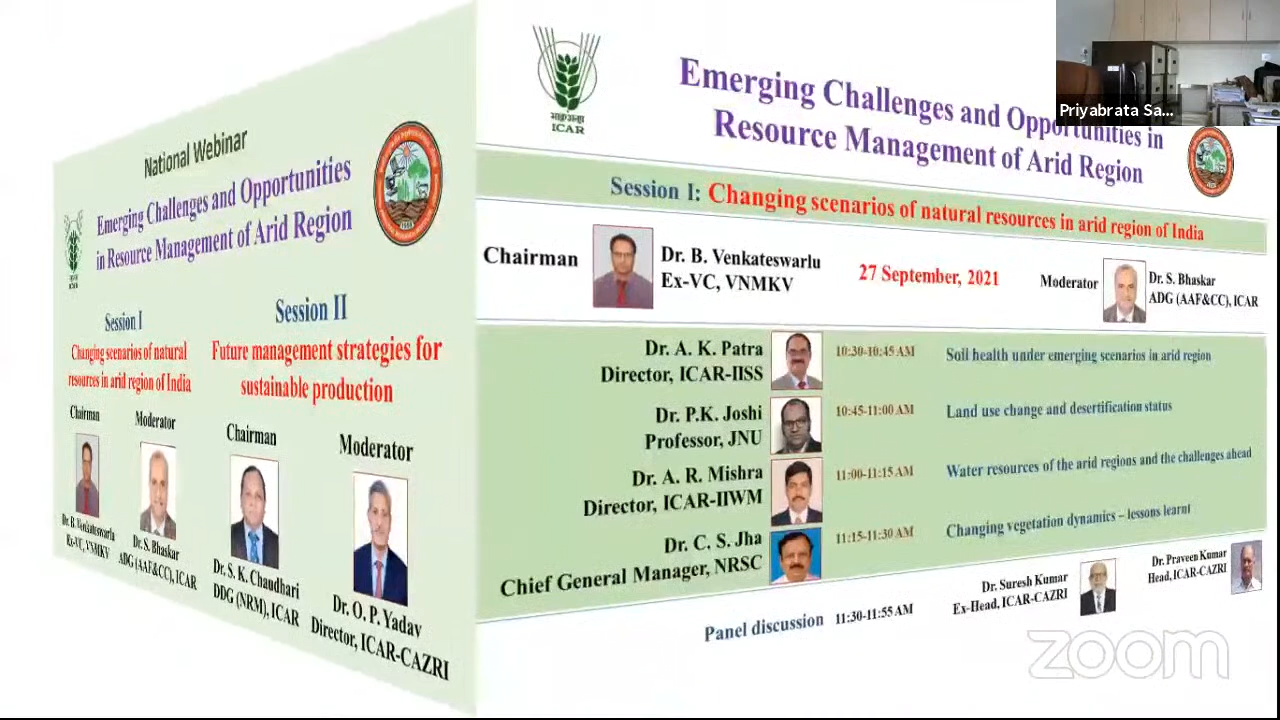 National Webinar
Emerging Challenges and Opportunities
in Resource Management of Arid Region
Session I
Changing scenarios of natural
resources in arid region of India
Chairman
Dr. B. Venkateswarlu
Ex-VC, VNMKV
Moderator
Dr. S. Bhaskar
ADG (AAF&CC), ICAR
Session II
Future management strategies for
sustainable production
Chairman
Dr. S. K. Chaudhari
DDG (NRM), ICAR
Moderator
Dr. O. P. Yadav
Director, ICAR-CAZRI
भाकृअनुप
ICAR
Emerging Challenges and Opportunities in
Resource Management of Arid Region
Priyabrata Sa...
Session I: Changing scenarios of natural resources in arid region of India
Chairman
Dr. B. Venkateswarlu
Ex-VC, VNMKV
27 September, 2021
Moderator
Dr. S. Bhaskar
ADG (AAF&CC), ICAR
Dr. A. K. Patra
Director, ICAR-IISS
10:30-10:45 AM
Soil health under emerging scenarios in arid region
Dr. P.K. Joshi
Professor, JNU
10:45-11:00 AM
Land use change and desertification status
Dr. A. R. Mishra
Director, ICAR-IIWM
11:00-11:15 AM
Water resources of the arid regions and the challenges ahead
Dr. C. S. Jha
Chief General Manager, NRSC
11:15-11:30 AM
Changing vegetation dynamics – lessons learnt
Panel discussion 11:30-11:55 AM
Dr. Suresh Kumar
Ex-Head, ICAR-CAZRI
Dr. Praveen Kumar
Head, ICAR-CAZRI
zoom